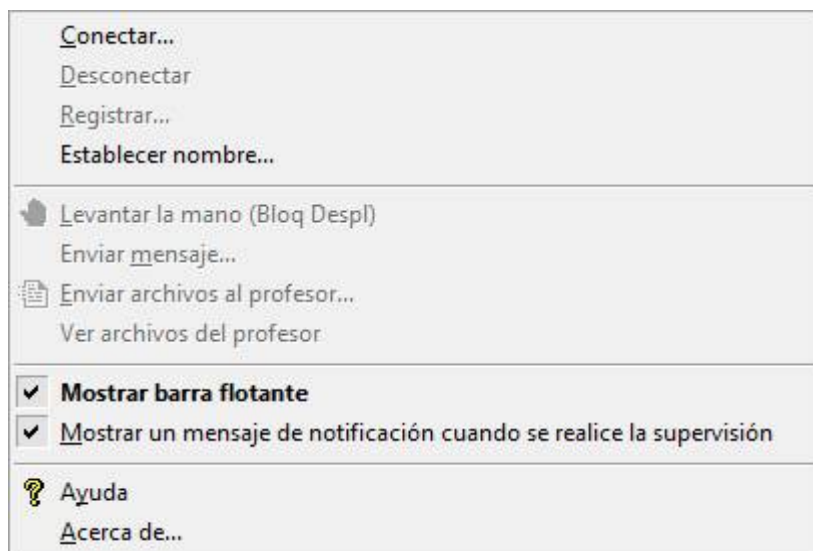 Conectar...
Desconectar
Registrar...
Establecer nombre...
Levantar la mano (Bloq Despl)
Enviar mensaje...
Enviar archivos al profesor...
Ver archivos del profesor
Mostrar barra flotante
Mostrar un mensaje de notificación cuando se realice la supervisión
Ayuda
Acerca de...